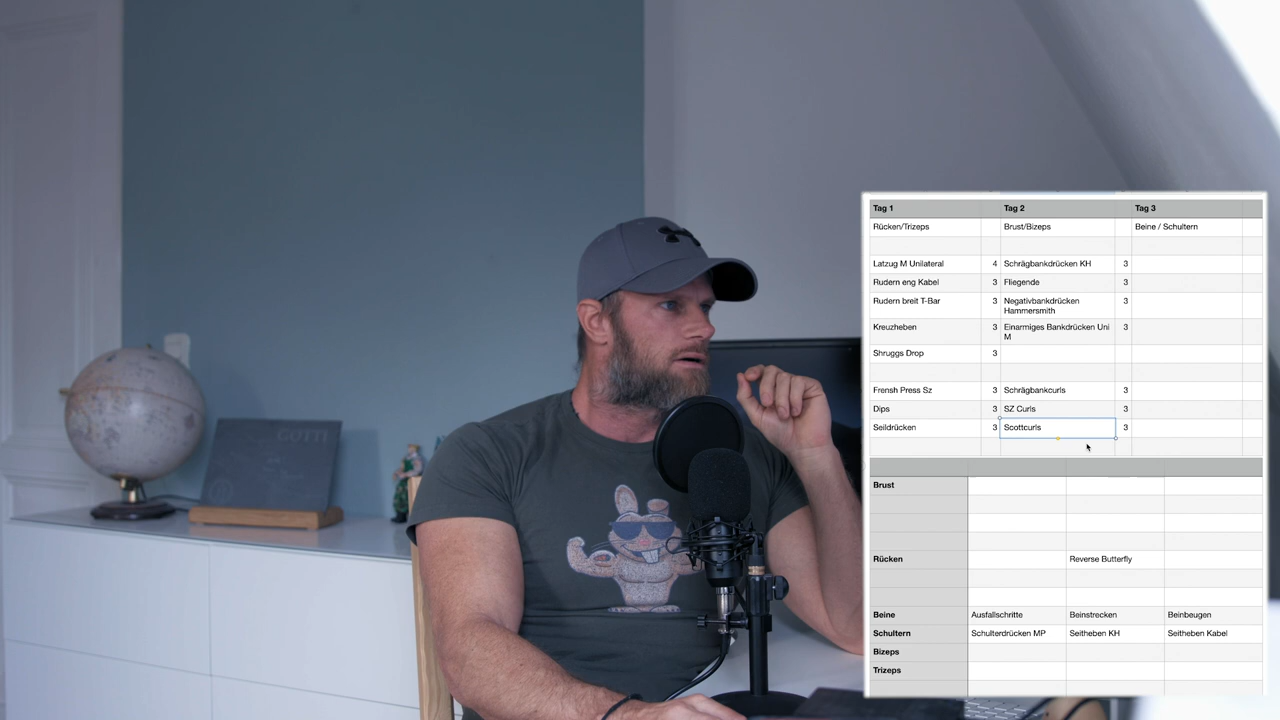 GOTTI
Tag 1 Tag 2 Tag 3
Rücken/Trizeps Brust/Bizeps Beine / Schultern
Latzug M Unilateral 4 Schrägbankdrücken KH 3
Rudern eng Kabel 3 Fliegende 3
Rudern breit T-Bar 3 Negativbankdrücken 3
Hammersmith
Kreuzheben 3 Einarmiges Bankdrücken Uni 3
M
Shruggs Drop 3
Frensh Press Sz 3 Schrägbankcurls 3
Dips 3 SZ Curls 3
Seildrücken 3 Scottcurls 3
Brust
Rücken Reverse Butterfly
Beine Ausfallschritte Beinstrecken Beinbeugen
Schultern Schulterdrücken MP Seitheben KH Seitheben Kabel
Bizeps
Trizeps